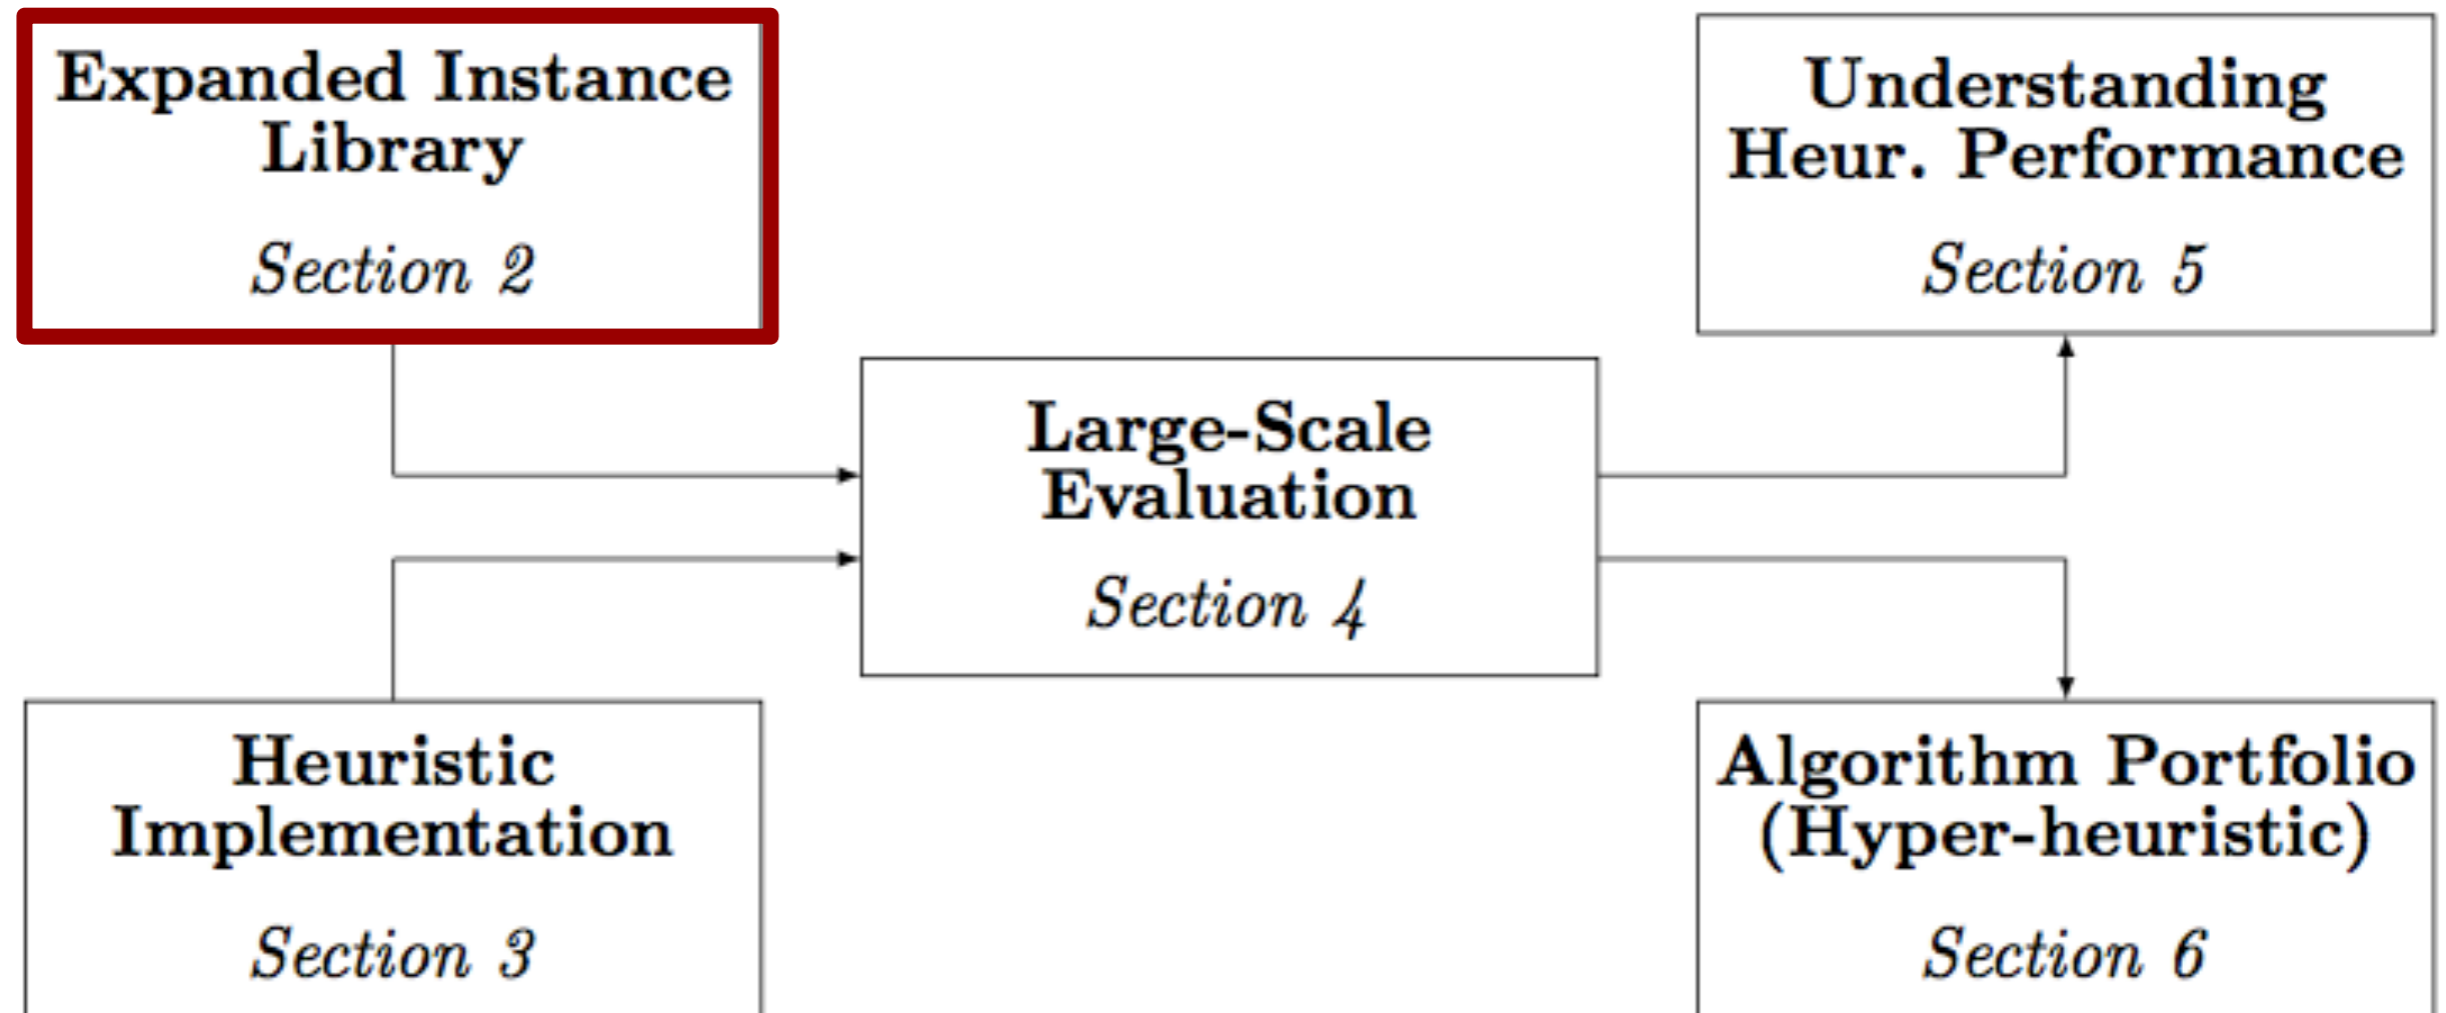 Expanded Instance
Library
Section 2
Understanding
Heur. Performance
Section 5
Large-Scale
Evaluation
Section 4
Heuristic
Implementation
Section 3
Algorithm Portfolio
(Hyper-heuristic)
Section 6